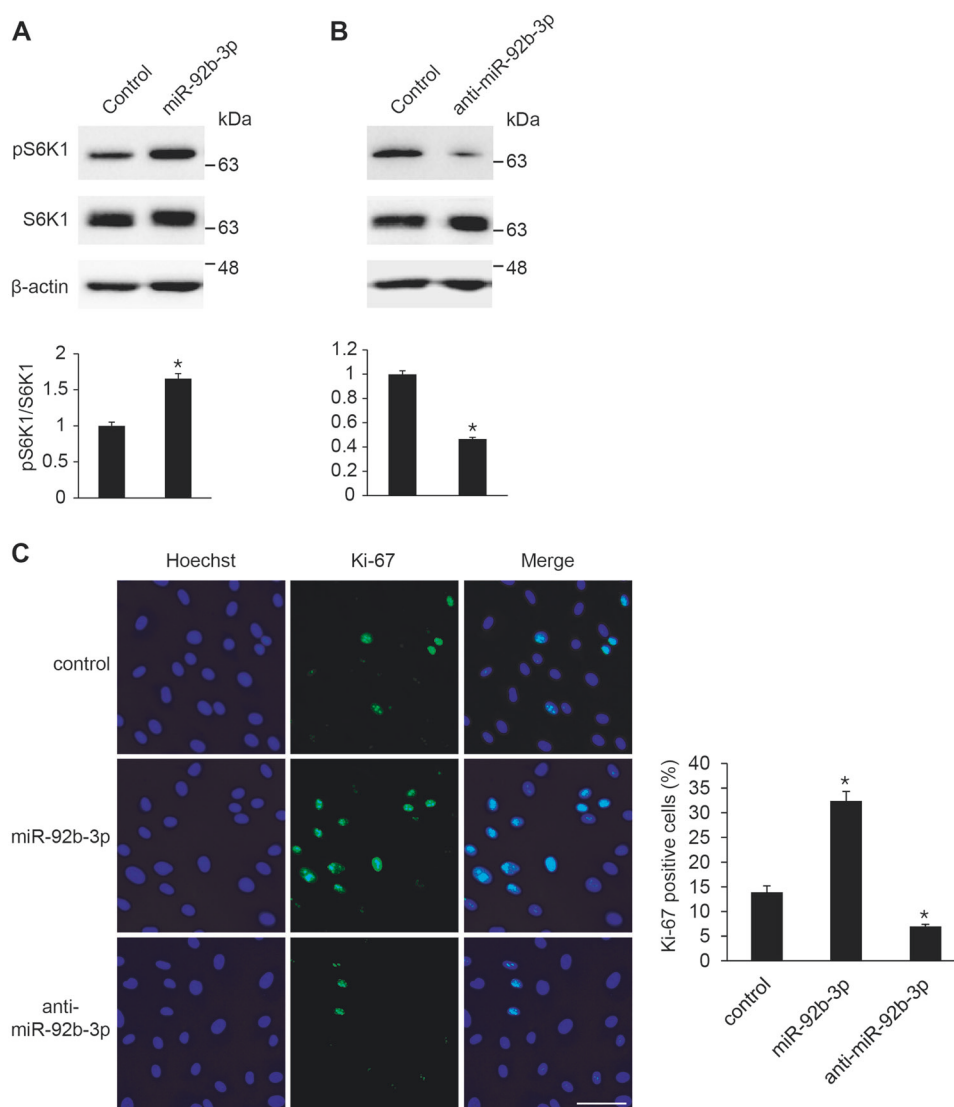 A
Control
miR-92b-3p
kDa
pS6K1
63
S6K1
63
48
β-actin
pS6K1/S6K1
2
*
1.5
1
0.5
0
B
Control
anti-miR-92b-3p
kDa
63
63
48
1.2
1
0.8
0.6
*
0.4
1.2
0
C
Hoechst
Ki-67
Merge
control
miR-92b-3p
anti-
miR-92b-3p
Ki-67 positive cells (%)
40
35
*
30
25
20
15
10
*
5
0
control
miR-92b-3p
anti-miR-92b-3p